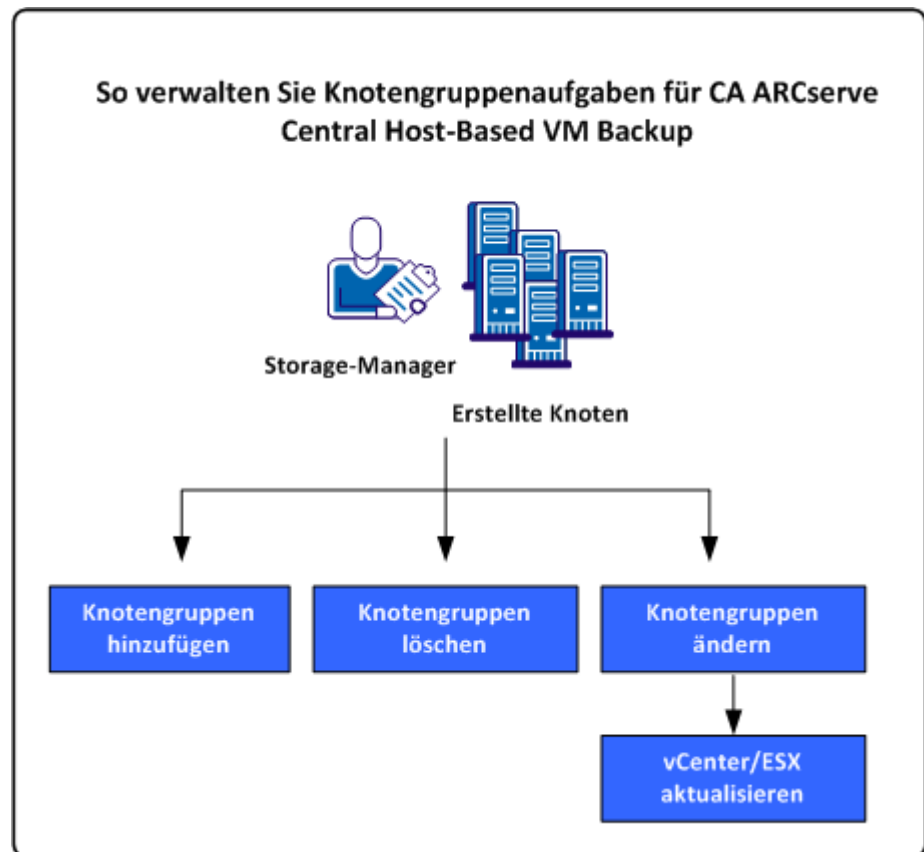 So verwalten Sie Knotengruppenaufgaben für CA ARCserve
Central Host-Based VM Backup
Storage-Manager
Erstellte Knoten
Knotengruppen
hinzufügen
Knotengruppen
löschen
Knotengruppen
ändern
vCenter/ESX
aktualisieren